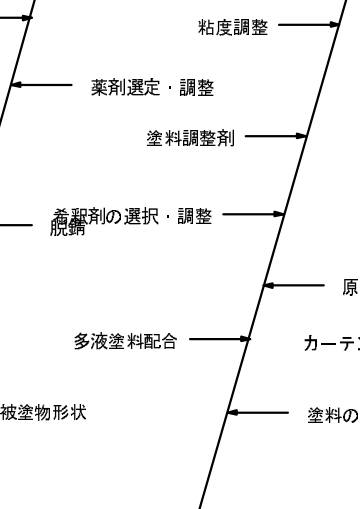 粘度調整
薬剤選定・調整
塗料調整剤
希釈剤の選択・調整
脱錆
原
多液塗料配合
カーテン
被塗物形状
塗料の